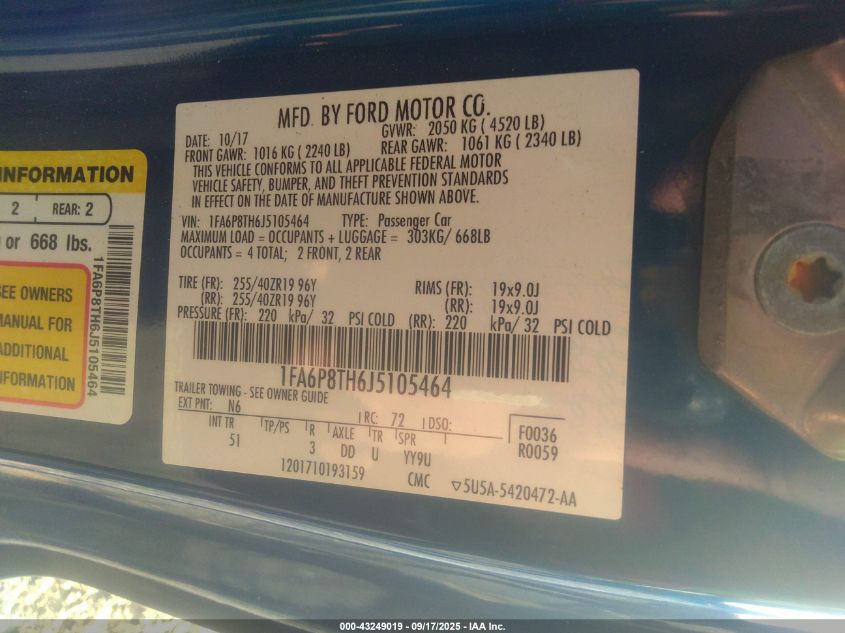 MFD. BY FORD MOTOR CO.
DATE: 10/17
GVWR: 2050 KG ( 4520 LB)
FRONT GAWR: 1016 KG ( 2240 LB)
REAR GAWR: 1061 KG ( 2340 LB)
THIS VEHICLE CONFORMS TO ALL APPLICABLE FEDERAL MOTOR
VEHICLE SAFETY, BUMPER, AND THEFT PREVENTION STANDARDS
IN EFFECT ON THE DATE OF MANUFACTURE SHOWN ABOVE.
VIN: 1FA6P8TH6J5105464 TYPE: Passenger Car
MAXIMUM LOAD = OCCUPANTS + LUGGAGE = 303KG/ 668LB
OCCUPANTS = 4 TOTAL; 2 FRONT, 2 REAR
TIRE (FR): 255/40ZR19 96Y RIMS (FR): 19x9.0J
(RR): 255/40ZR19 96Y (RR): 19x9.0J
PRESSURE (FR): 220 kPa/ 32 PSI COLD (RR): 220 kPa/ 32 PSI COLD
1FA6P8TH6J5105464
TRAILER TOWING - SEE OWNER GUIDE
EXT PNT: N6 RC: 72 DSO:
INT TR TP/PS R AXLE TR SPR
51 3 DD U YY9U
F0036
R0059
1201710193159 CMC ▽5U5A-5420472-AA
INFORMATION
2 REAR: 2
or 668 lbs.
SEE OWNERS
MANUAL FOR
ADDITIONAL
INFORMATION
1FA6P8TH6J5105464
000-43249019 - 09/17/2025 - IAA Inc.